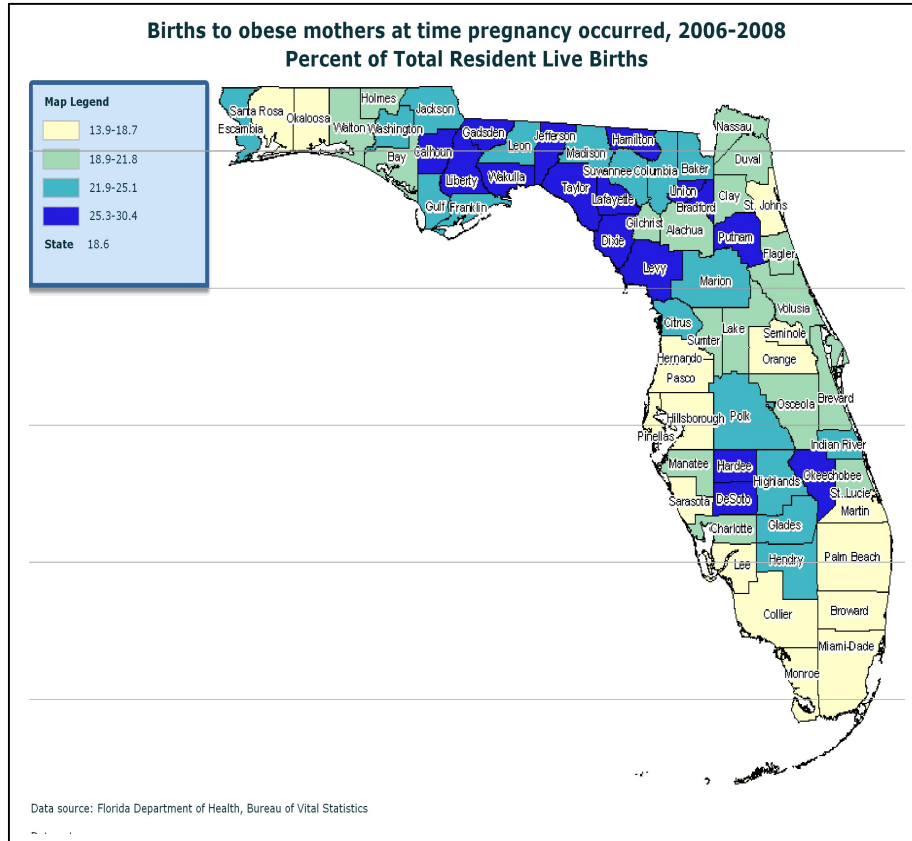 Births to obese mothers at time pregnancy occurred, 2006-2008
Percent of Total Resident Live Births
Map Legend
13.9-18.7
18.9-21.8
21.9-25.1
25.3-30.4
State 18.6
Santa Rosa
Escambia
Okaloosa
Holmes
Walton
Washington
Jackson
Bay
Calhoun
Gadsden
Liberty
Gulf
Franklin
Leon
Wakulla
Jefferson
Madison
Hamilton
Taylor
Suwannee
Columbia
Baker
Nassau
Duval
Union
Bradford
Clay
St. Johns
Lafayette
Gilchrist
Alachua
Putnam
Dixie
Levy
Flagler
Marion
Volusia
Citrus
Sumter
Lake
Seminole
Orange
Hernando
Pasco
Hillsborough
Pinellas
Polk
Osceola
Brevard
Indian River
Manatee
Hardee
Highlands
Okeechobee
St. Lucie
Sarasota
DeSoto
Martin
Charlotte
Glades
Lee
Hendry
Palm Beach
Collier
Broward
Miami-Dade
Monroe
Data source: Florida Department of Health, Bureau of Vital Statistics